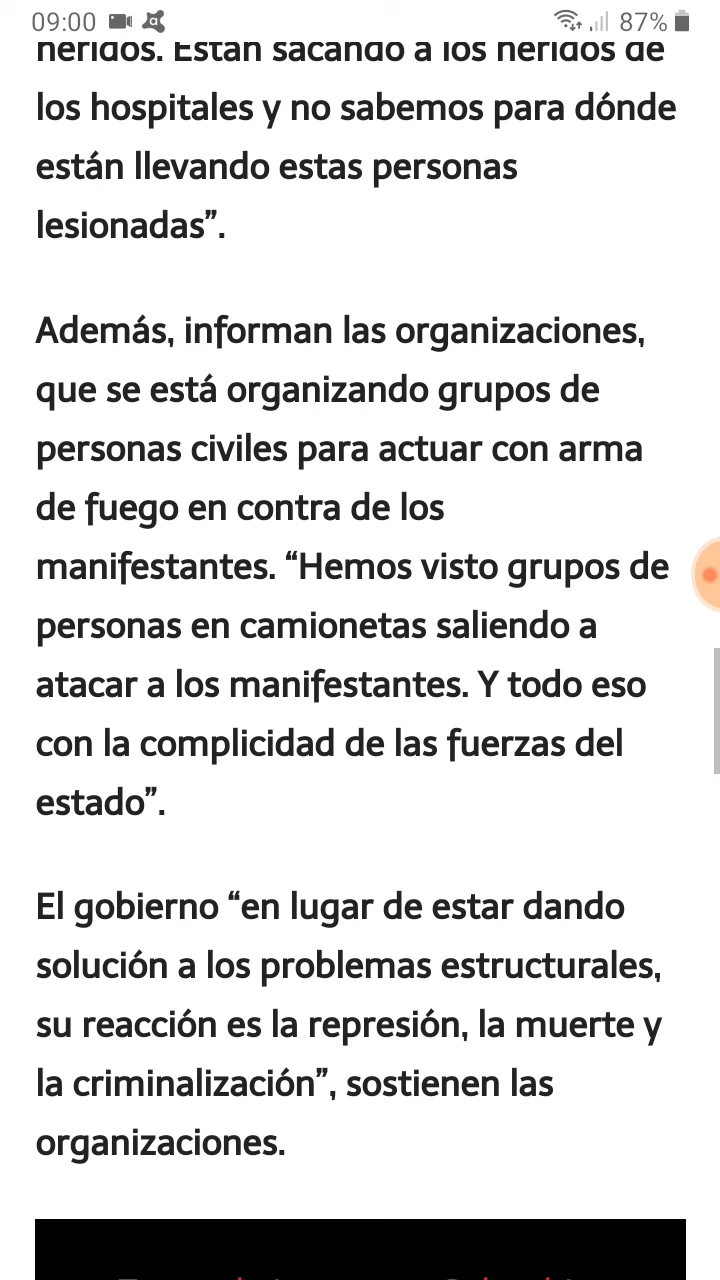 09:00 87%
heridos. Están sacando a los heridos de
los hospitales y no sabemos para dónde
están llevando estas personas
lesionadas”.
Además, informan las organizaciones,
que se está organizando grupos de
personas civiles para actuar con arma
de fuego en contra de los
manifestantes. “Hemos visto grupos de
personas en camionetas saliendo a
atacar a los manifestantes. Y todo eso
con la complicidad de las fuerzas del
estado”.
El gobierno “en lugar de estar dando
solución a los problemas estructurales,
su reacción es la represión, la muerte y
la criminalización”, sostienen las
organizaciones.